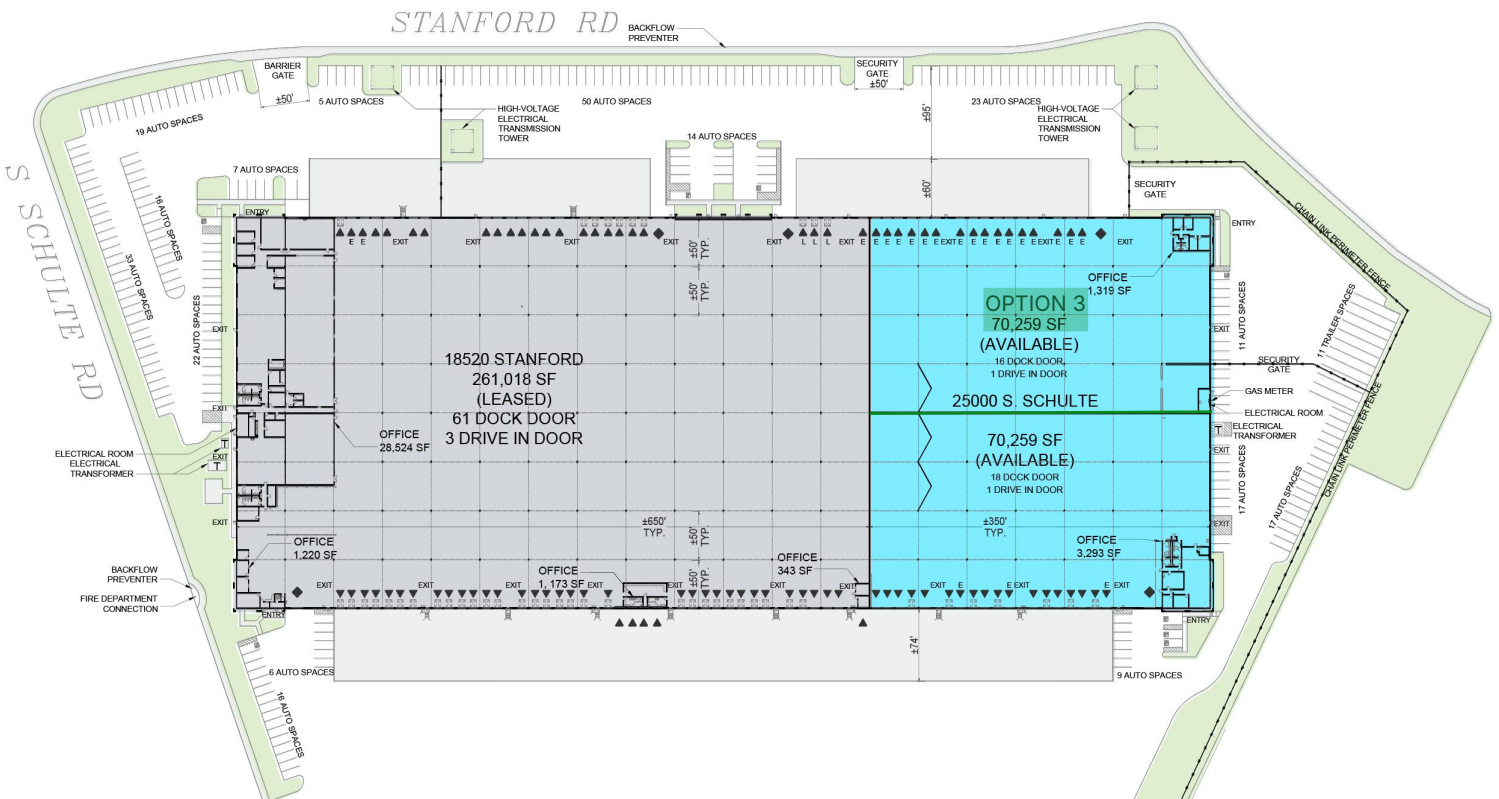 STANFORD RD
BACKFLOW
PREVENTER
BARRIER
GATE
±50'
5 AUTO SPACES
50 AUTO SPACES
SECURITY
GATE
±50'
23 AUTO SPACES
HIGH-VOLTAGE
ELECTRICAL
TRANSMISSION
TOWER
HIGH-VOLTAGE
ELECTRICAL
TRANSMISSION
TOWER
±95'
19 AUTO SPACES
14 AUTO SPACES
7 AUTO SPACES
±60'
SECURITY
GATE
S SCHULTE RD
16 AUTO SPACES
33 AUTO SPACES
22 AUTO SPACES
CHAIN LINK PERIMETER FENCE
ENTRY
ENTRY
E E EXIT EXIT EXIT EXIT L L L EXIT E E E E E E E EXIT E E E E E EXIT E E EXIT
±50'
TYP.
±50'
TYP.
OFFICE
1,319 SF
OPTION 3
70,259 SF
(AVAILABLE)
16 DOCK DOOR
1 DRIVE IN DOOR
EXIT
EXIT
11 AUTO SPACES
11 TRAILER SPACES
18520 STANFORD
261,018 SF
(LEASED)
61 DOCK DOOR
3 DRIVE IN DOOR
25000 S. SCHULTE
SECURITY
GATE
GAS METER
ELECTRICAL ROOM
ELECTRICAL
TRANSFORMER
T
EXIT
OFFICE
28,524 SF
70,259 SF
(AVAILABLE)
18 DOCK DOOR
1 DRIVE IN DOOR
ELECTRICAL ROOM
ELECTRICAL
TRANSFORMER
T
EXIT
T
EXIT
17 AUTO SPACES
CHAIN LINK PERIMETER FENCE
17 AUTO SPACES
EXIT
EXIT
±650'
TYP.
±50'
TYP.
±350'
TYP.
OFFICE
1,220 SF
OFFICE
1, 173 SF
OFFICE
343 SF
OFFICE
3,293 SF
±50'
TYP.
BACKFLOW
PREVENTER
FIRE DEPARTMENT
CONNECTION
EXIT EXIT EXIT EXIT EXIT EXIT EXIT EXIT E E EXIT E EXIT
ENTRY
ENTRY
±74'
6 AUTO SPACES
9 AUTO SPACES
16 AUTO SPACES